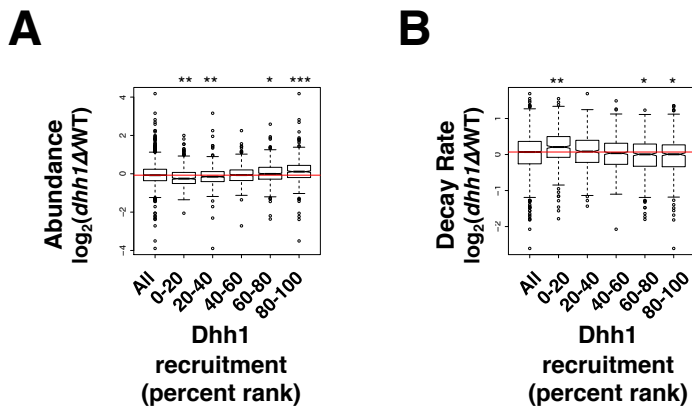 A
Abundance
log₂(dhh1Δ/WT)
4
2
0
−2
−4
** ** * ***
All 0-20 20-40 40-60 60-80 80-100
Dhh1
recruitment
(percent rank)
B
Decay Rate
log₂(dhh1Δ/WT)
1
0
−1
−2
** * *
All 0-20 20-40 40-60 60-80 80-100
Dhh1
recruitment
(percent rank)